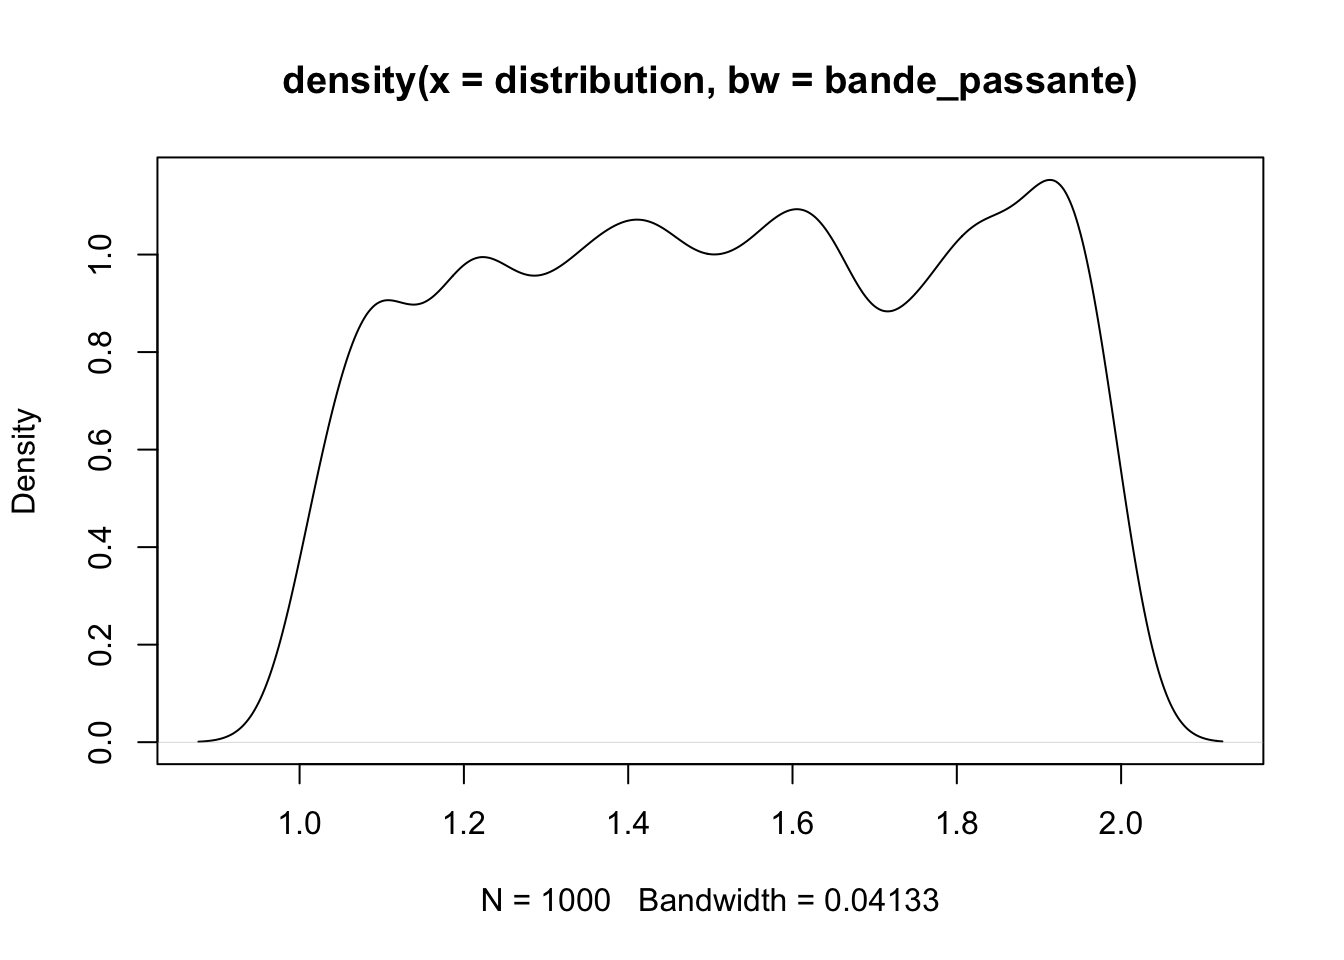 density(x = distribution, bw = bande_passante)
Density
1.0
0.8
0.6
0.4
0.2
0.0
1.0 1.2 1.4 1.6 1.8 2.0
N = 1000 Bandwidth = 0.04133